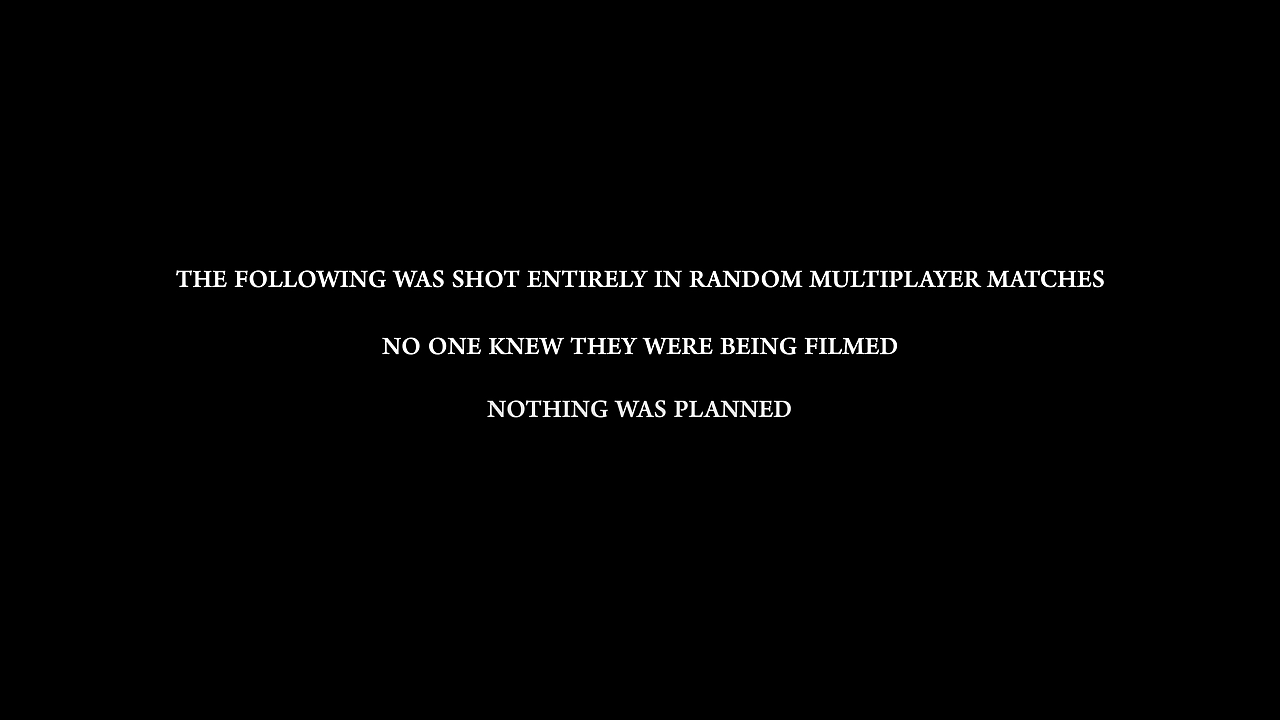 THE FOLLOWING WAS SHOT ENTIRELY IN RANDOM MULTIPLAYER MATCHES
NO ONE KNEW THEY WERE BEING FILMED
NOTHING WAS PLANNED